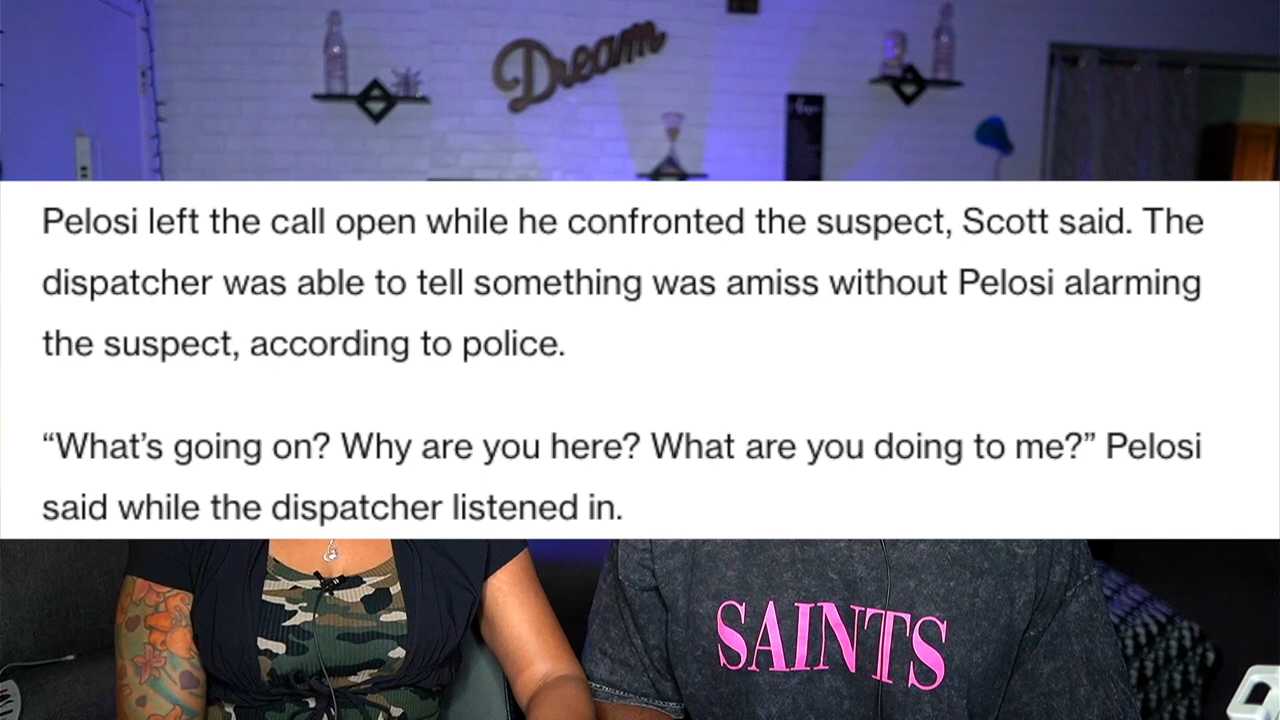 Dream
Pelosi left the call open while he confronted the suspect, Scott said. The
dispatcher was able to tell something was amiss without Pelosi alarming
the suspect, according to police.
“What’s going on? Why are you here? What are you doing to me?” Pelosi
said while the dispatcher listened in.
SAINTS